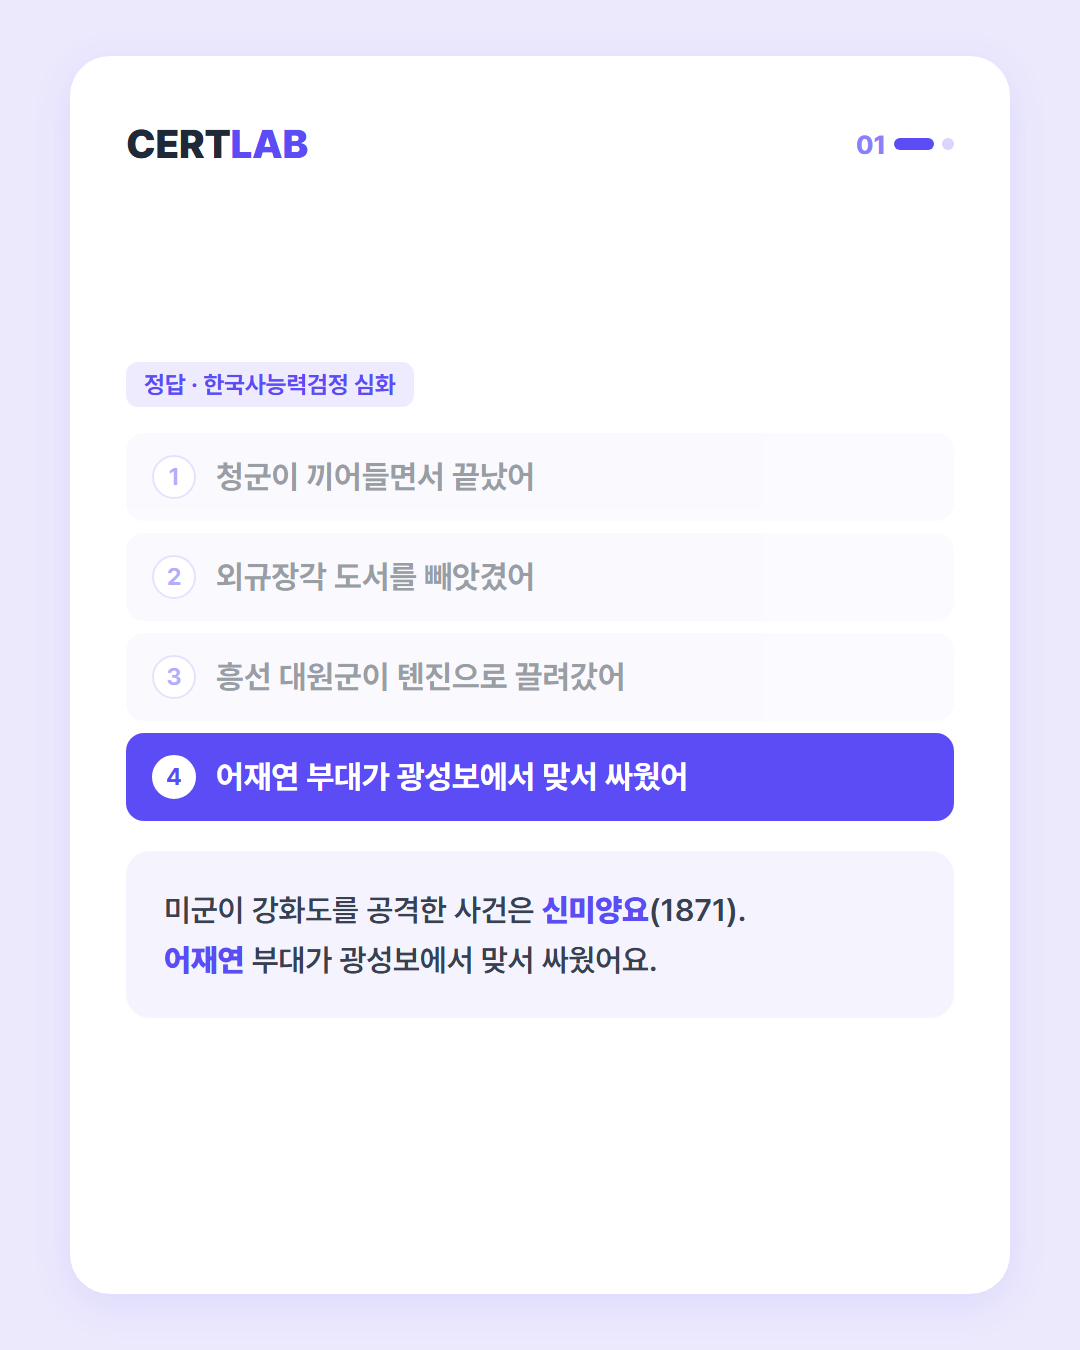 CERTLAB
01
정답 · 한국사능력검정 심화
1 청군이 끼어들면서 끝났어
2 외규장각 도서를 빼앗겼어
3 흥선 대원군이 톈진으로 끌려갔어
4 어재연 부대가 광성보에서 맞서 싸웠어
미군이 강화도를 공격한 사건은 신미양요(1871).
어재연 부대가 광성보에서 맞서 싸웠어요.